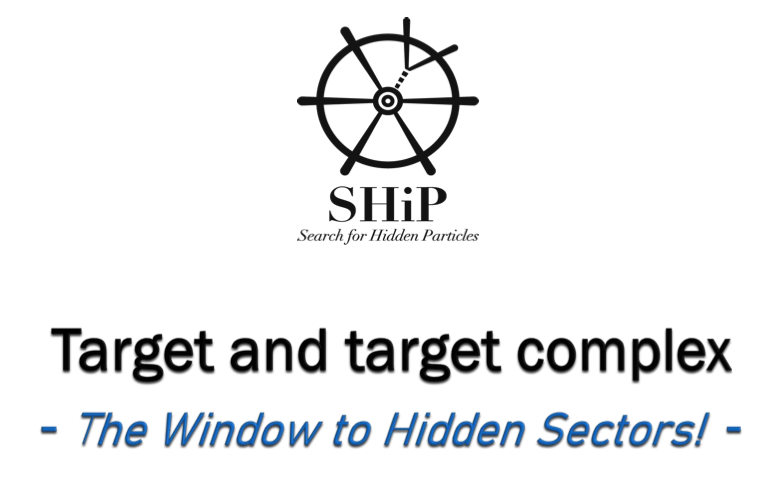 SHiP
Search for Hidden Particles
Target and target complex
- The Window to Hidden Sectors! -